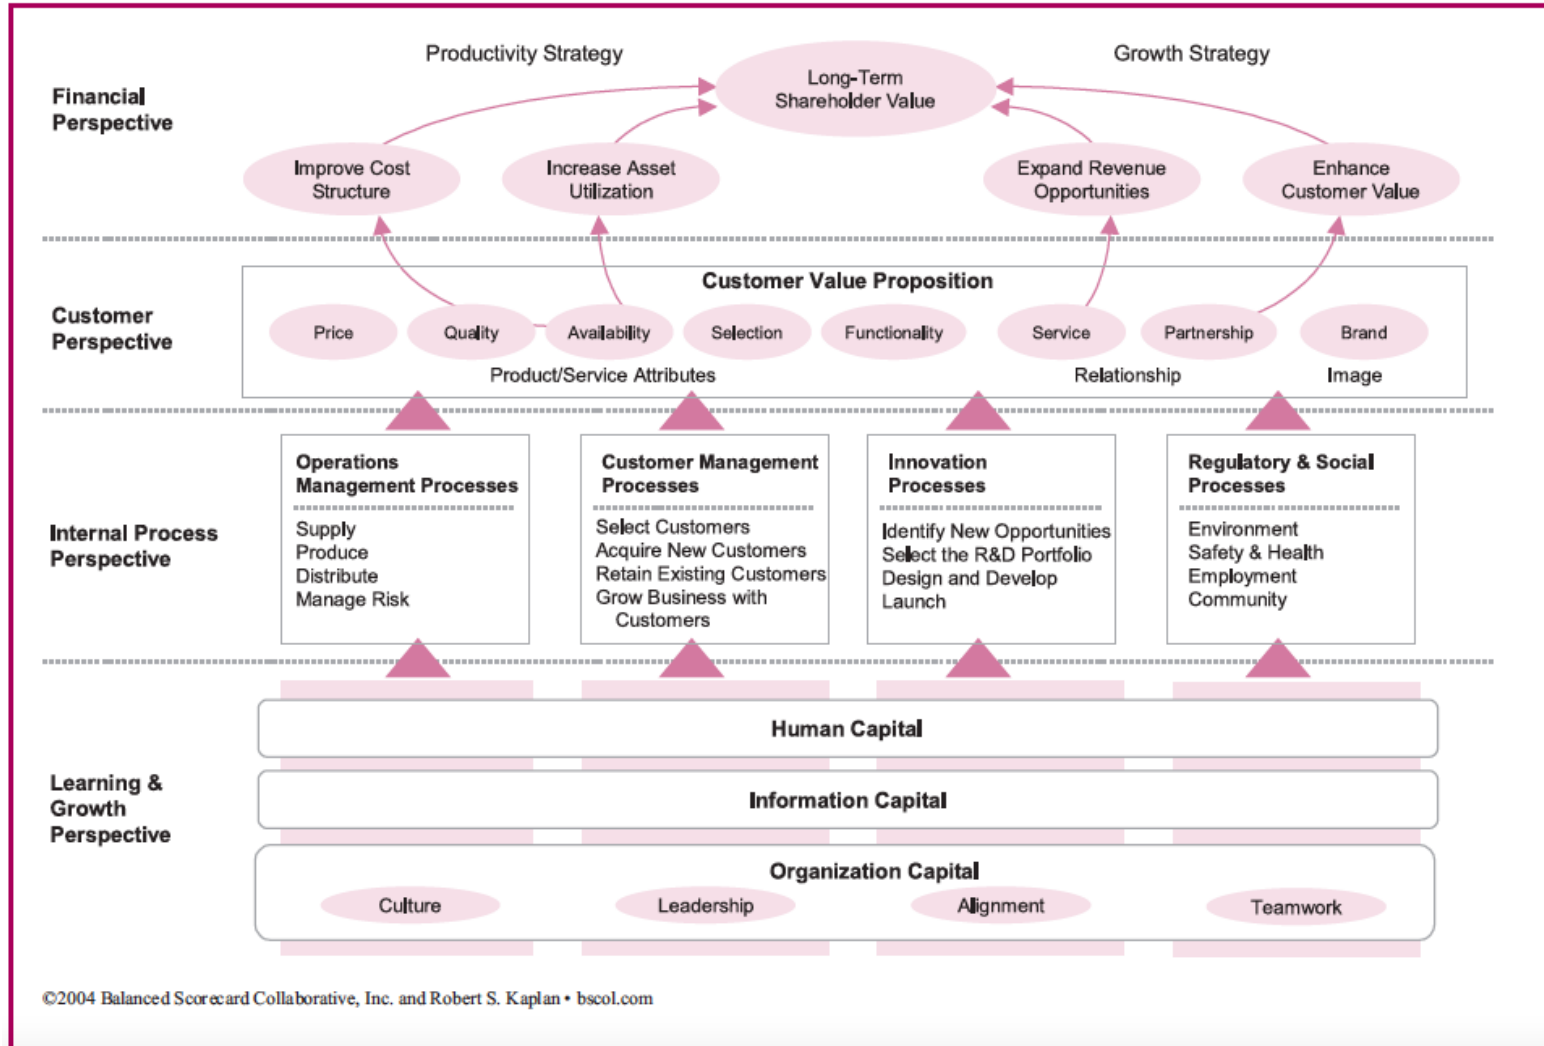 Productivity Strategy
Growth Strategy
Long-Term
Shareholder Value
Financial
Perspective
Improve Cost
Structure
Increase Asset
Utilization
Expand Revenue
Opportunities
Enhance
Customer Value
Customer Value Proposition
Customer
Perspective
Price
Quality
Availability
Selection
Functionality
Service
Partnership
Brand
Product/Service Attributes
Relationship
Image
Internal Process
Perspective
Operations
Management Processes
Supply
Produce
Distribute
Manage Risk
Customer Management
Processes
Select Customers
Acquire New Customers
Retain Existing Customers
Grow Business with
Customers
Innovation
Processes
Identify New Opportunities
Select the R&D Portfolio
Design and Develop
Launch
Regulatory & Social
Processes
Environment
Safety & Health
Employment
Community
Learning &
Growth
Perspective
Human Capital
Information Capital
Organization Capital
Culture
Leadership
Alignment
Teamwork
©2004 Balanced Scorecard Collaborative, Inc. and Robert S. Kaplan • bscol.com